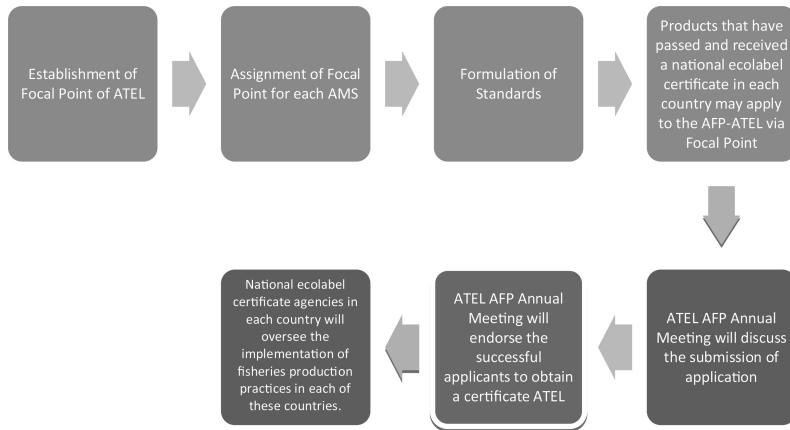 Establishment of
Focal Point of ATEL
Assignment of Focal
Point for each AMS
Formulation of
Standards
Products that have
passed and received
a national ecolabel
certificate in each
country may apply
to the AFP-ATEL via
Focal Point
ATEL AFP Annual
Meeting will discuss
the submission of
application
ATEL AFP Annual
Meeting will
endorse the
successful
applicants to obtain
a certificate ATEL
National ecolabel
certificate agencies in
each country will
oversee the
implementation of
fisheries production
practices in each of
these countries.